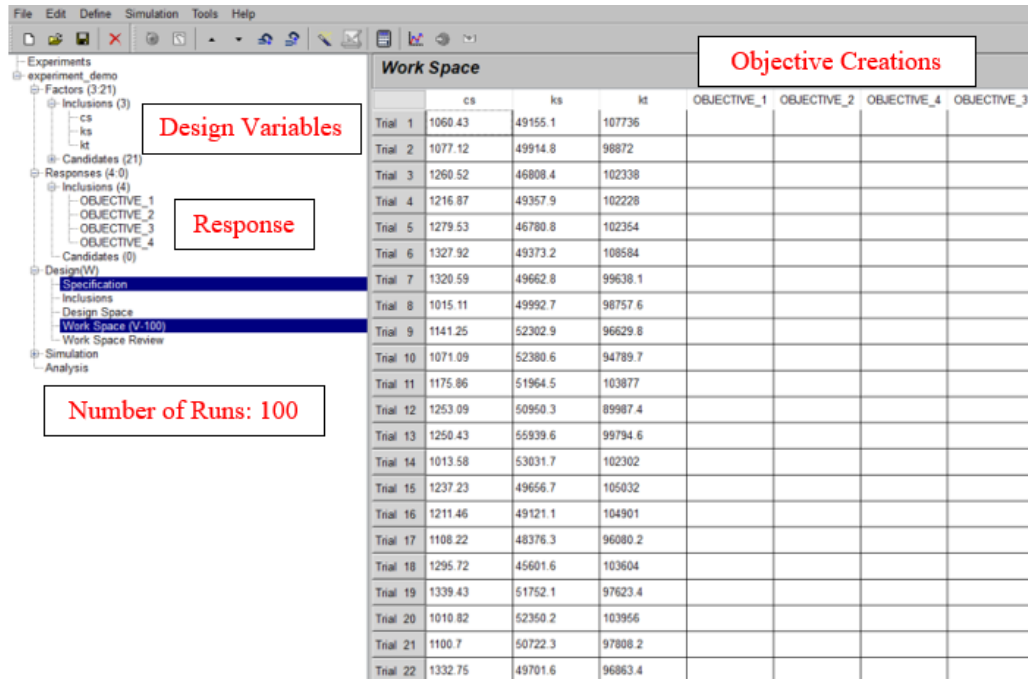 File Edit Define Simulation Tools Help
Experiments
experiment_demo
Factors (3:21)
Inclusions (3)
cs
ks
kt
Candidates (21)
Responses (4:0)
Inclusions (4)
OBJECTIVE_1
OBJECTIVE_2
OBJECTIVE_3
OBJECTIVE_4
Candidates (0)
Design(W)
Specification
Inclusions
Design Space
Work Space (V-100)
Work Space Review
Simulation
Analysis
Design Variables
Response
Number of Runs: 100
Work Space
Objective Creations
cs ks kt OBJECTIVE_1 OBJECTIVE_2 OBJECTIVE_4 OBJECTIVE_3
Trial 1 1060.43 49155.1 107736
Trial 2 1077.12 49914.8 98872
Trial 3 1260.52 46808.4 102338
Trial 4 1216.87 49357.9 102228
Trial 5 1279.53 46780.8 102354
Trial 6 1327.92 49373.2 108584
Trial 7 1320.59 49662.8 99638.1
Trial 8 1015.11 49992.7 98757.6
Trial 9 1141.25 52302.9 96629.8
Trial 10 1071.09 52380.6 94789.7
Trial 11 1175.86 51964.5 103877
Trial 12 1253.09 50950.3 89987.4
Trial 13 1250.43 55939.6 99794.6
Trial 14 1013.58 53031.7 102302
Trial 15 1237.23 49656.7 105032
Trial 16 1211.46 49121.1 104901
Trial 17 1108.22 48376.3 96080.2
Trial 18 1295.72 45601.6 103604
Trial 19 1339.43 51752.1 97623.4
Trial 20 1010.82 52350.2 103956
Trial 21 1100.7 50722.3 97808.2
Trial 22 1332.75 49701.6 96863.4